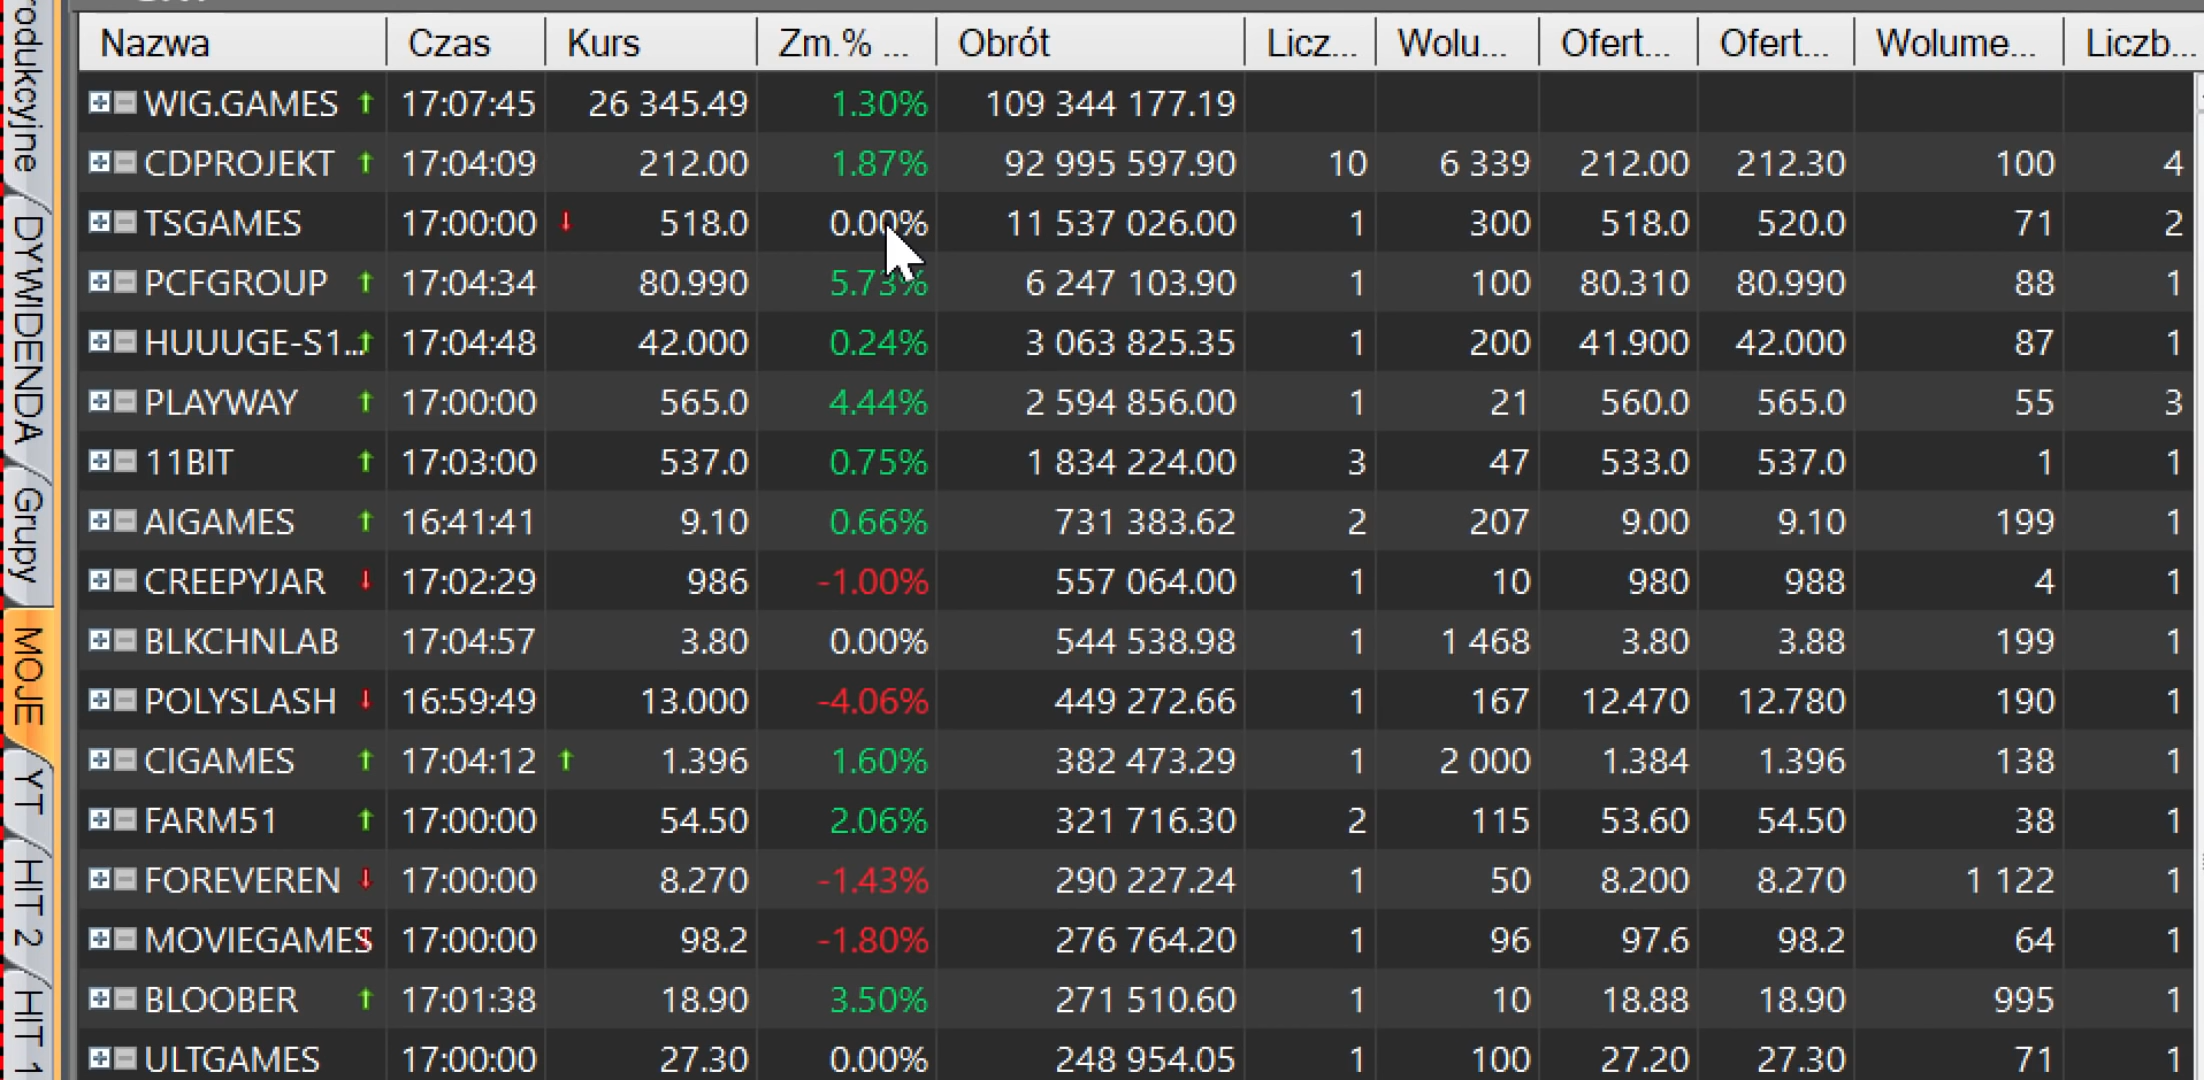 Nazwa Czas Kurs Zm.% ... Obrót Licz... Wolu... Ofert... Ofert... Wolume... Liczb...
WIG.GAMES 17:07:45 26 345.49 1.30% 109 344 177.19
CDPROJEKT 17:04:09 212.00 1.87% 92 995 597.90 10 6 339 212.00 212.30 100 4
TSGAMES 17:00:00 518.0 0.00% 11 537 026.00 1 300 518.0 520.0 71 2
PCFGROUP 17:04:34 80.990 5.73% 6 247 103.90 1 100 80.310 80.990 88 1
HUUUGE-S1... 17:04:48 42.000 0.24% 3 063 825.35 1 200 41.900 42.000 87 1
PLAYWAY 17:00:00 565.0 4.44% 2 594 856.00 1 21 560.0 565.0 55 3
11BIT 17:03:00 537.0 0.75% 1 834 224.00 3 47 533.0 537.0 1 1
AIGAMES 16:41:41 9.10 0.66% 731 383.62 2 207 9.00 9.10 199 1
CREEPYJAR 17:02:29 986 -1.00% 557 064.00 1 10 980 988 4 1
BLKCHNLAB 17:04:57 3.80 0.00% 544 538.98 1 1 468 3.80 3.88 199 1
POLYSLASH 16:59:49 13.000 -4.06% 449 272.66 1 167 12.470 12.780 190 1
CIGAMES 17:04:12 1.396 1.60% 382 473.29 1 2 000 1.384 1.396 138 1
FARM51 17:00:00 54.50 2.06% 321 716.30 2 115 53.60 54.50 38 1
FOREVEREN 17:00:00 8.270 -1.43% 290 227.24 1 50 8.200 8.270 1 122 1
MOVIEGAMES 17:00:00 98.2 -1.80% 276 764.20 1 96 97.6 98.2 64 1
BLOOBER 17:01:38 18.90 3.50% 271 510.60 1 10 18.88 18.90 995 1
ULTGAMES 17:00:00 27.30 0.00% 248 954.05 1 100 27.20 27.30 71 1
odukcyjne
DYWIDENDA
Grupy
MOJE
YT
HIT 2
HIT 1